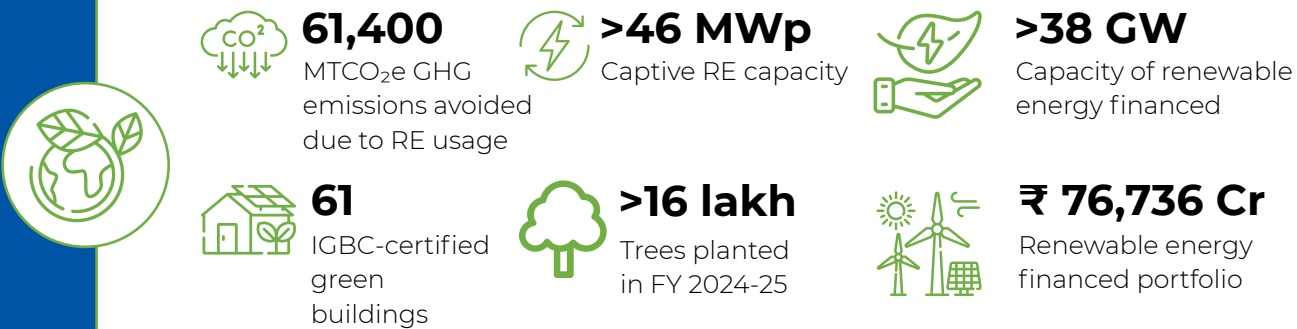 CO²
61,400
MTCO₂e GHG
emissions avoided
due to RE usage
>46 MWp
Captive RE capacity
>38 GW
Capacity of renewable
energy financed
61
IGBC-certified
green
buildings
>16 lakh
Trees planted
in FY 2024-25
₹ 76,736 Cr
Renewable energy
financed portfolio